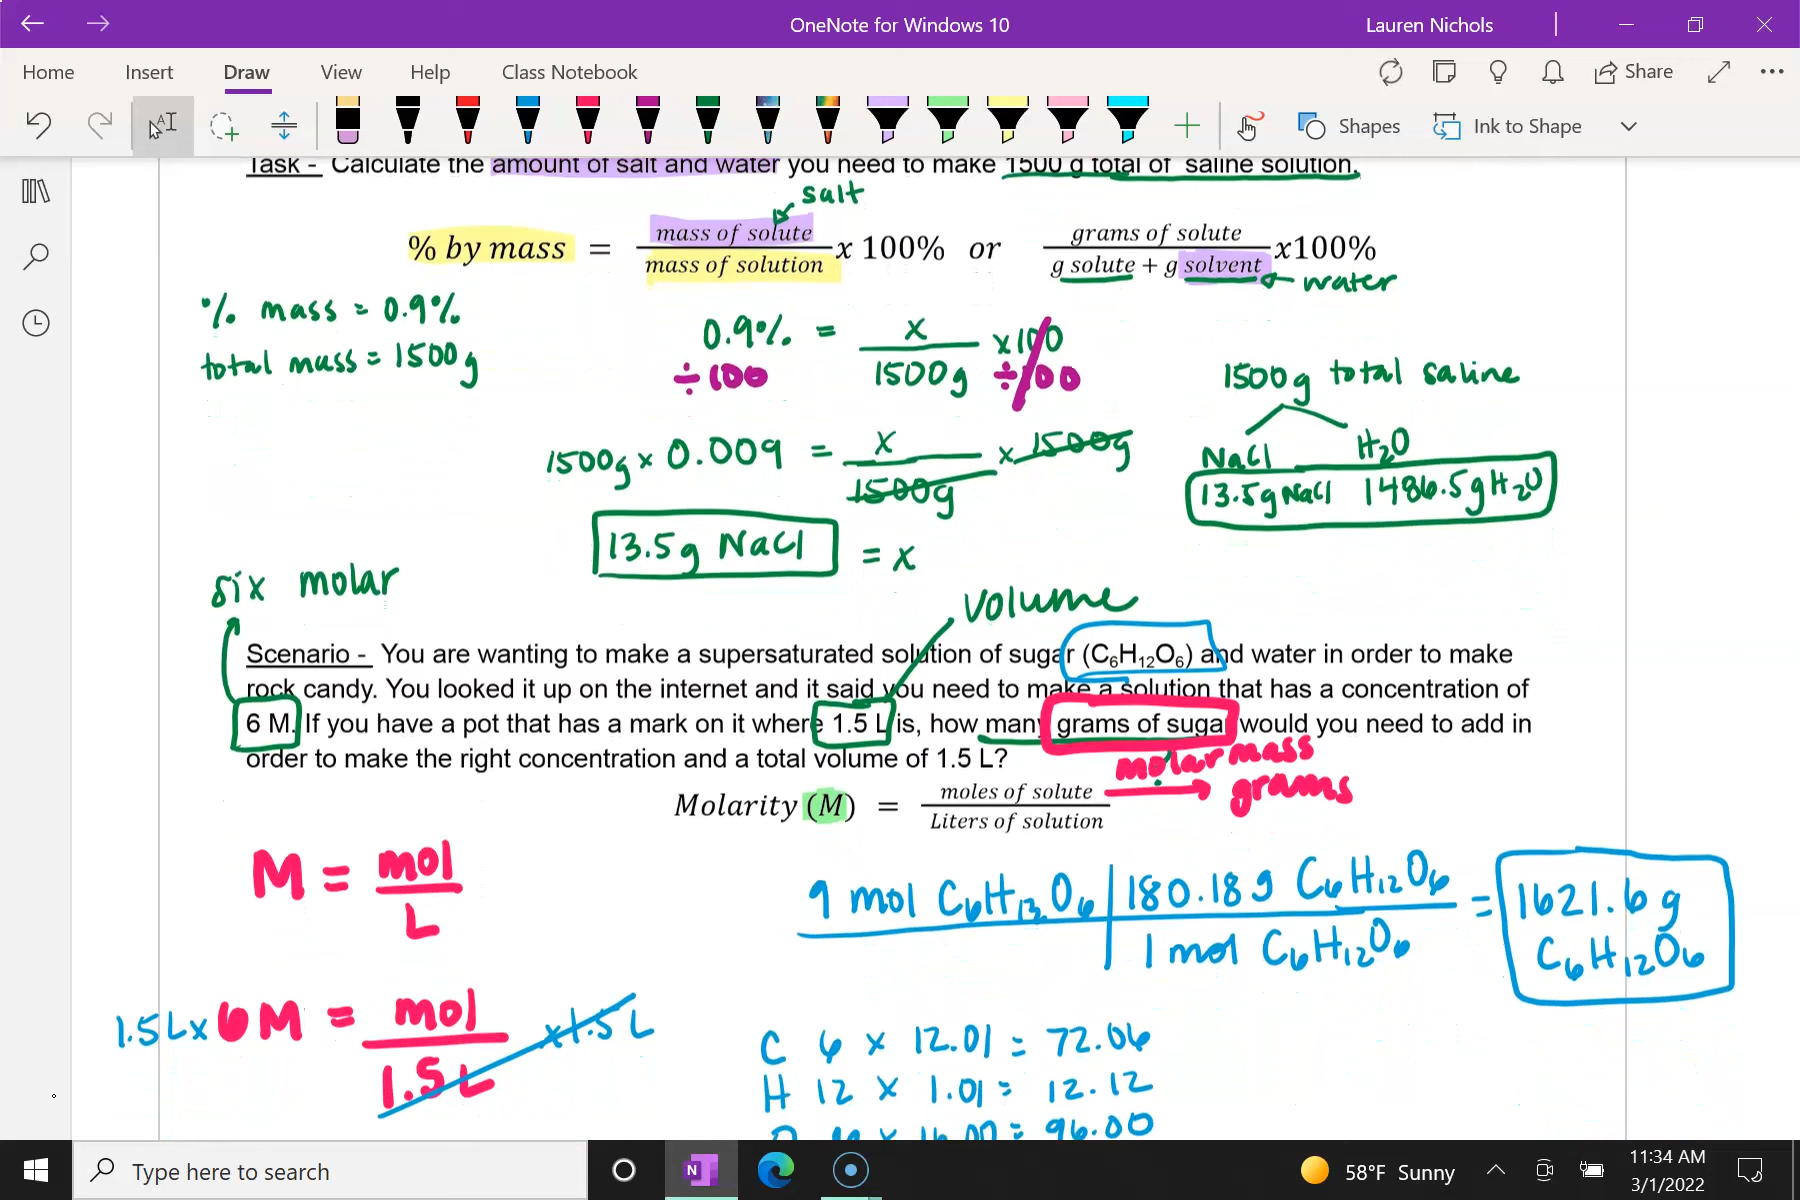 OneNote for Windows 10
Lauren Nichols
Home Insert Draw View Help Class Notebook
Share
Shapes Ink to Shape
Task - Calculate the amount of salt and water you need to make 1500 g total of saline solution.
salt
% by mass = mass of solute / mass of solution x 100% or grams of solute / g solute + g solvent x100%
water
% mass = 0.9%
total mass = 1500g
0.9% = x / 1500g x100
÷100 ÷100
1500g total saline
NaCl H2O
13.5g NaCl 1486.5g H2O
1500g x 0.009 = x / 1500g x 1500g
13.5g NaCl = x
six molar
volume
Scenario - You are wanting to make a supersaturated solution of sugar (C6H12O6) and water in order to make
rock candy. You looked it up on the internet and it said you need to make a solution that has a concentration of
6 M. If you have a pot that has a mark on it where 1.5 L is, how many grams of sugar would you need to add in
order to make the right concentration and a total volume of 1.5 L?
molar mass
grams
Molarity (M) = moles of solute / Liters of solution
M = mol / L
9 mol C6H12O6 | 180.18g C6H12O6 / 1 mol C6H12O6 = 1621.6 g C6H12O6
1.5L x 6M = mol / 1.5L x 1.5L
C 6 x 12.01 = 72.06
H 12 x 1.01 = 12.12
= 96.00
Type here to search
58°F Sunny
11:34 AM
3/1/2022